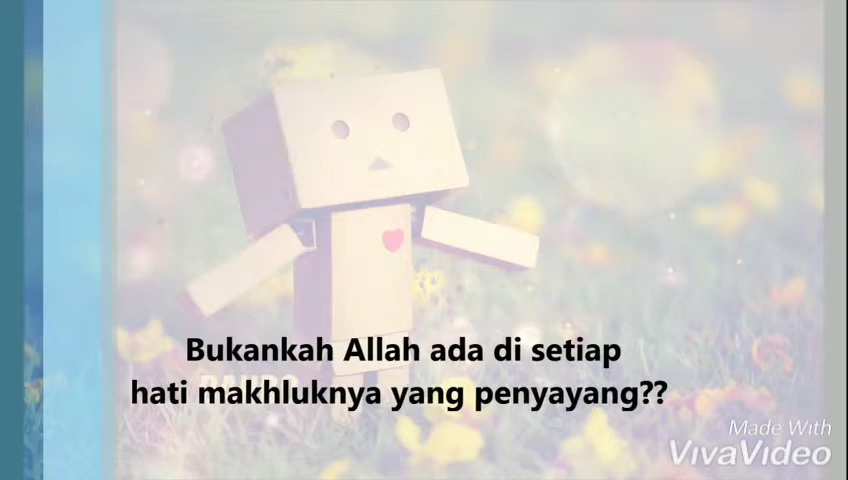 Bukankah Allah ada di setiap
hati makhluknya yang penyayang??
Made With
VivaVideo